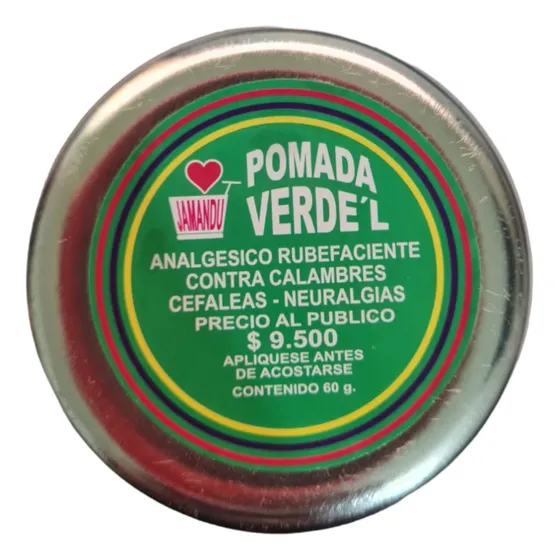 JAMANDU
POMADA
VERDE´L
ANALGESICO RUBEFACIENTE
CONTRA CALAMBRES
CEFALEAS - NEURALGIAS
PRECIO AL PUBLICO
$ 9.500
APLIQUESE ANTES
DE ACOSTARSE
CONTENIDO 60 g.